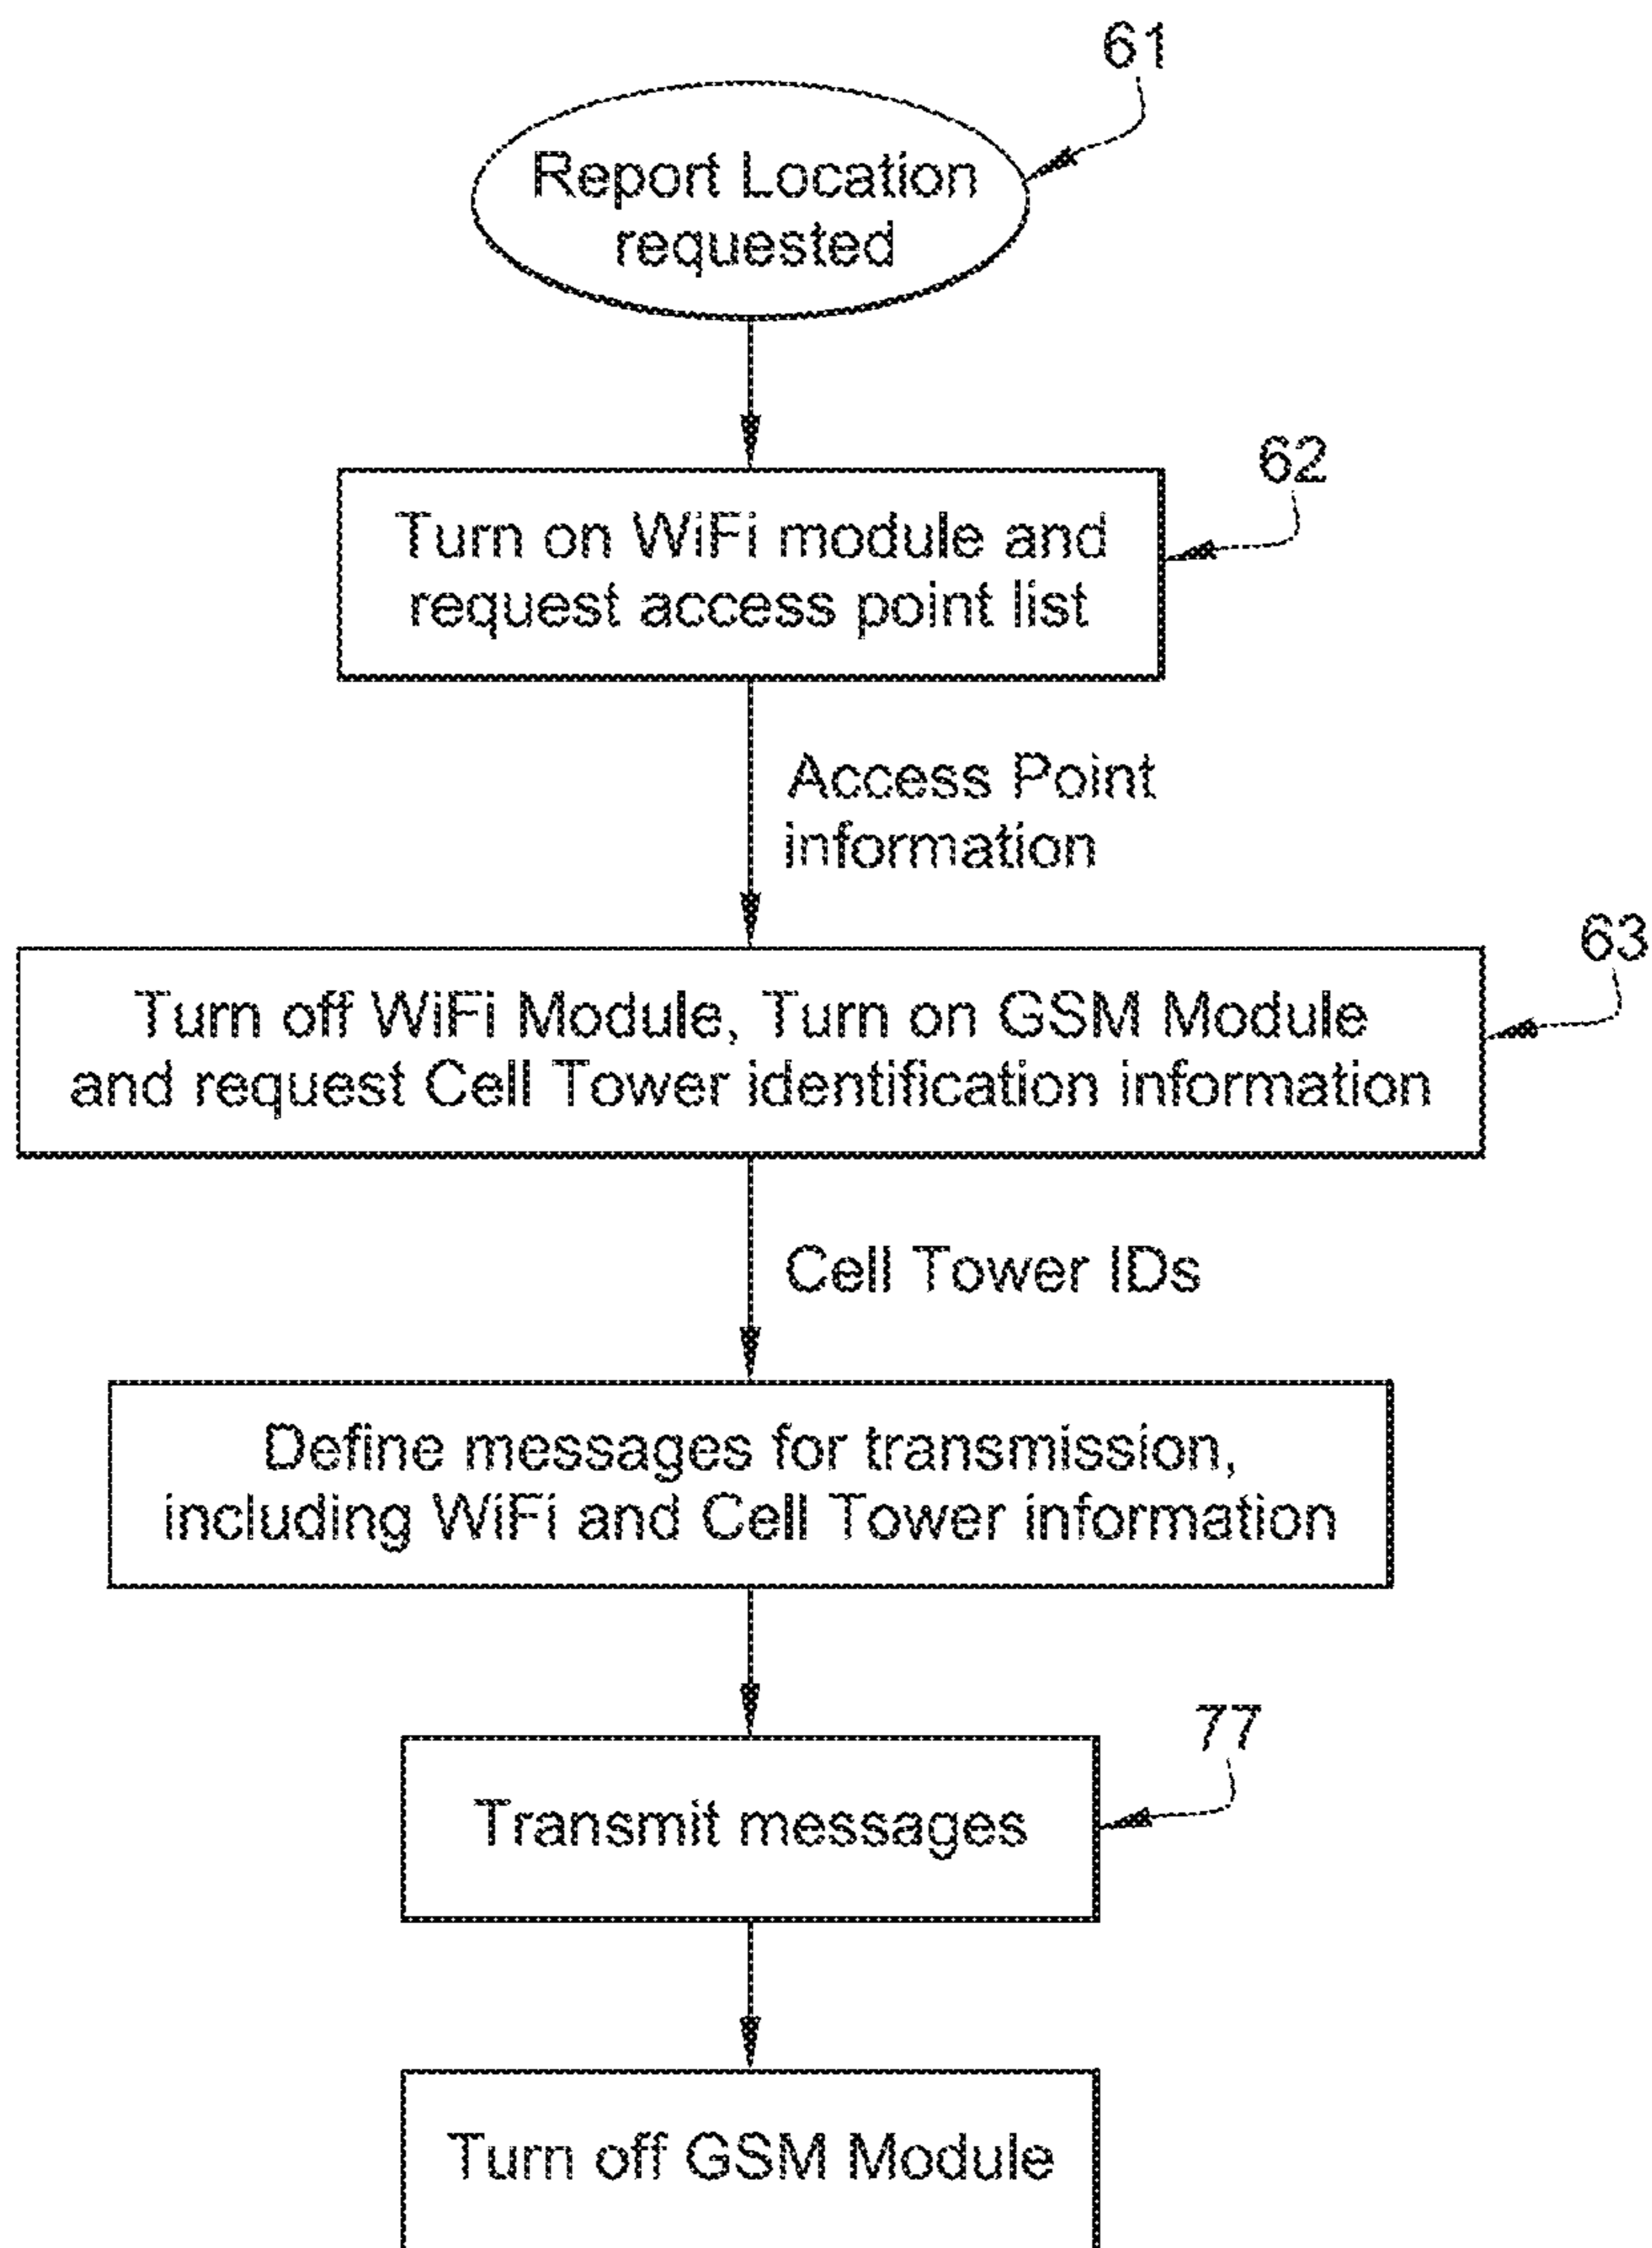 61
Report Location
requested
62
Turn on WiFi module and
request access point list
Access Point
information
63
Turn off WiFi Module, Turn on GSM Module
and request Cell Tower identification information
Cell Tower IDs
Define messages for transmission,
including WiFi and Cell Tower information
77
Transmit messages
Turn off GSM Module